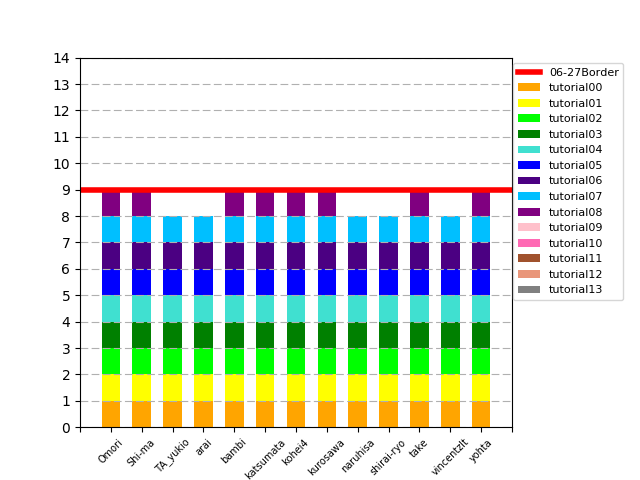 14
13
12
11
10
9
8
7
6
5
4
3
2
1
0
06-27Border
tutorial00
tutorial01
tutorial02
tutorial03
tutorial04
tutorial05
tutorial06
tutorial07
tutorial08
tutorial09
tutorial10
tutorial11
tutorial12
tutorial13
Omori
Shi-ma
TA_yukio
arai
bambi
katsumata
kohei4
kurosawa
naruhisa
shirai-ryo
take
vincentzlt
yohta